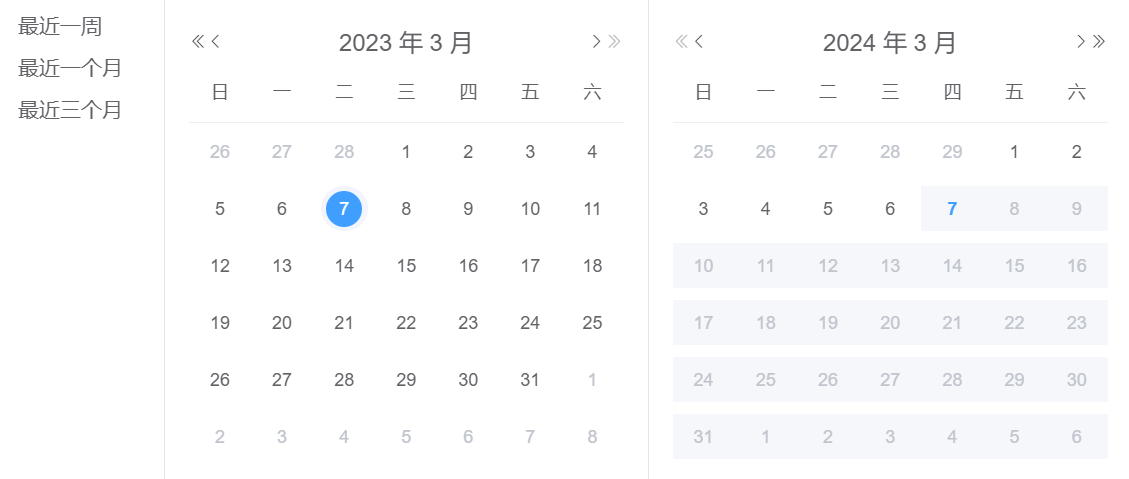 最近一周
最近一个月
最近三个月
2023 年 3 月
日 一 二 三 四 五 六
26 27 28 1 2 3 4
5 6 7 8 9 10 11
12 13 14 15 16 17 18
19 20 21 22 23 24 25
26 27 28 29 30 31 1
2 3 4 5 6 7 8
2024 年 3 月
日 一 二 三 四 五 六
25 26 27 28 29 1 2
3 4 5 6 7 8 9
10 11 12 13 14 15 16
17 18 19 20 21 22 23
24 25 26 27 28 29 30
31 1 2 3 4 5 6